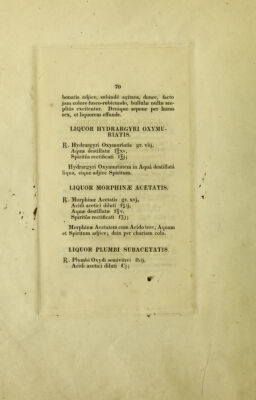 70
bonatis adjice, subindè agitans, donec, facto
jam colore fusco-rubicundo, bullulæ nullæ am-
pliùs excitentur. Denique sepone per horas
sex, et liquorem effunde.
LIQUOR HYDRARGYRI OXYMU-
RIATIS.
R. Hydrargyri Oxymuriatis gr. viij,
Aquæ destillatæ f℥xv,
Spiritûs rectificati f℥j;
Hydrargyri Oxymuriatem in Aquâ destillatâ
liqua, eique adjice Spiritum.
LIQUOR MORPHINÆ ACETATIS.
R. Morphinæ Acetatis gr. xvj,
Acidi acetici diluti
Aquæ destillatæ
Spiritûs rectificati
Morphinæ Acetatem cum Acido tere; Aquam
et Spiritum adjice; dein per chartam cola.
LIQUOR PLUMBI SUBACETATIS.
R. Plumbi Oxydi semivitrei ℔ij,
Acidi acetici diluti Cj;